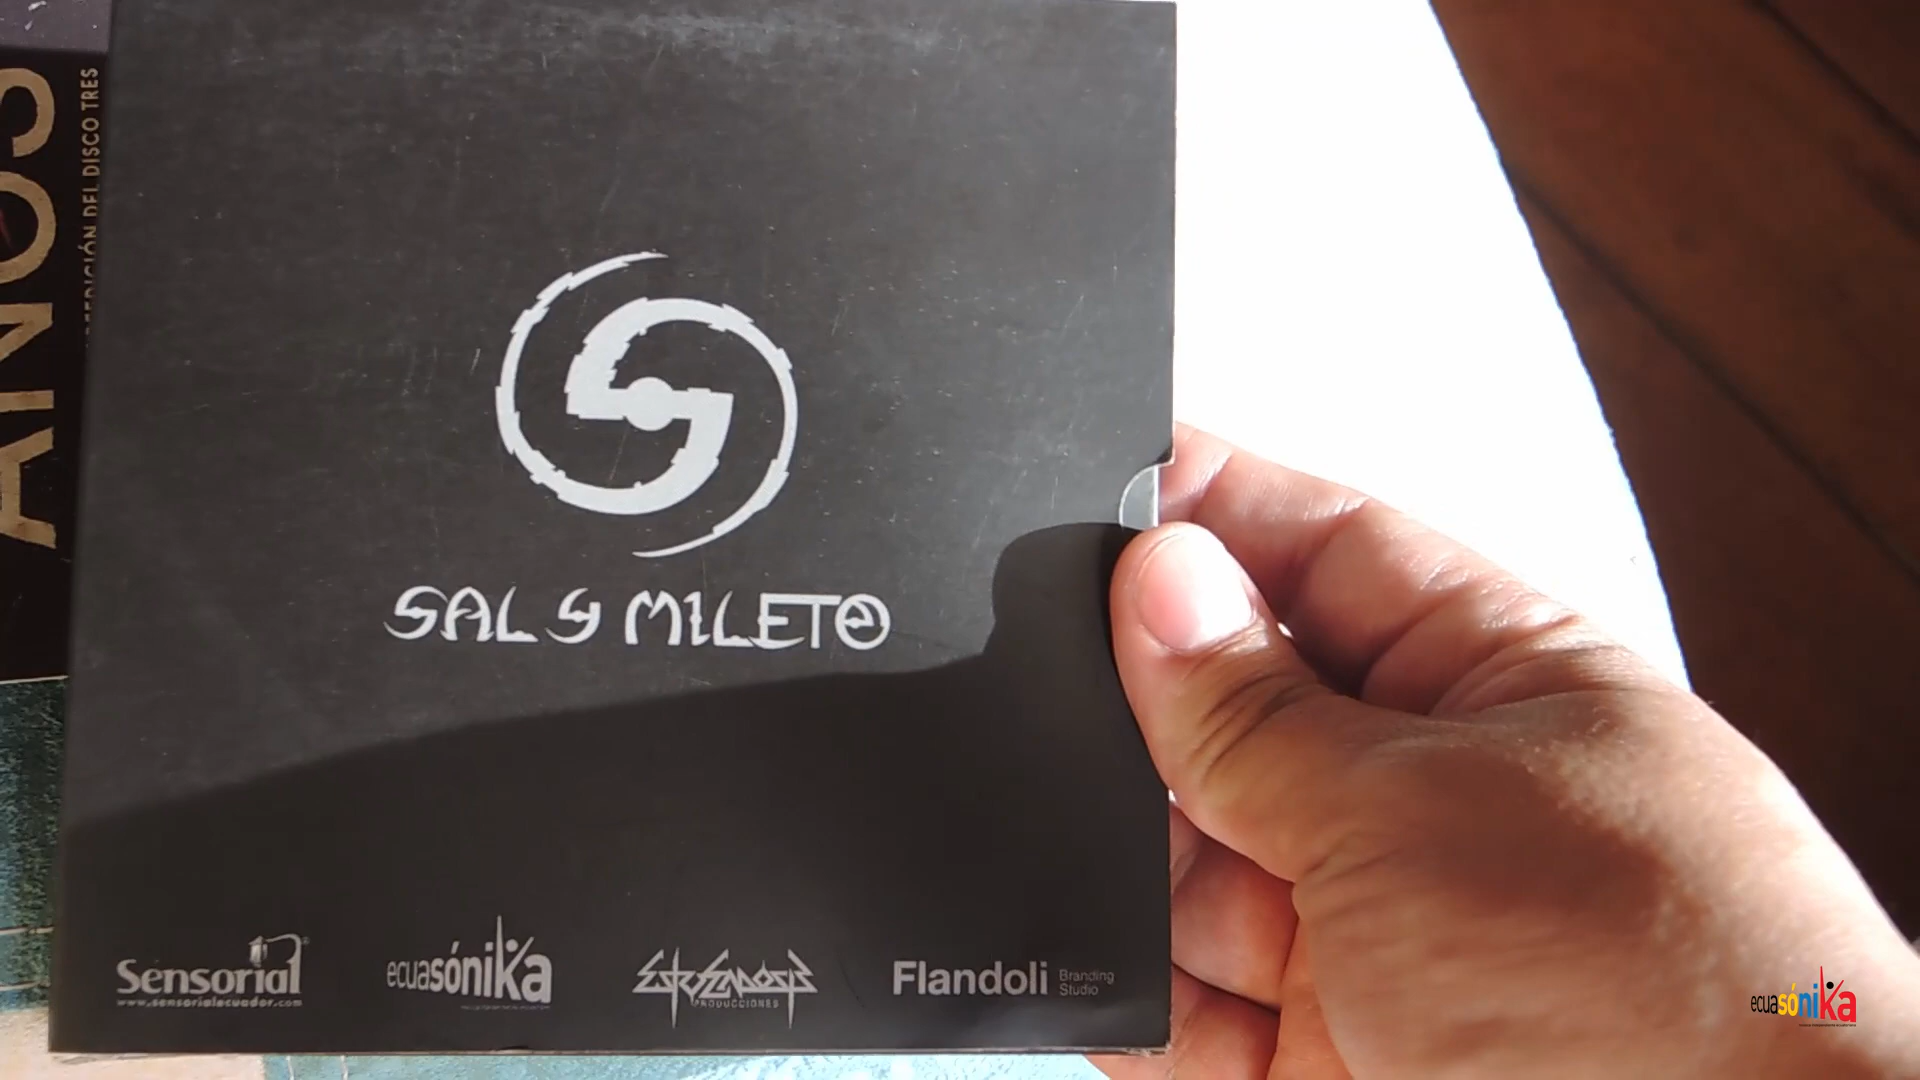 AÑOS
REEDICIÓN DEL DISCO TRES
SAL Y MILETO
Sensorial
www.sensorialecuador.com
ecuasónika
PRODUCCIONES
Flandoli
Branding
Studio
ecuasónika